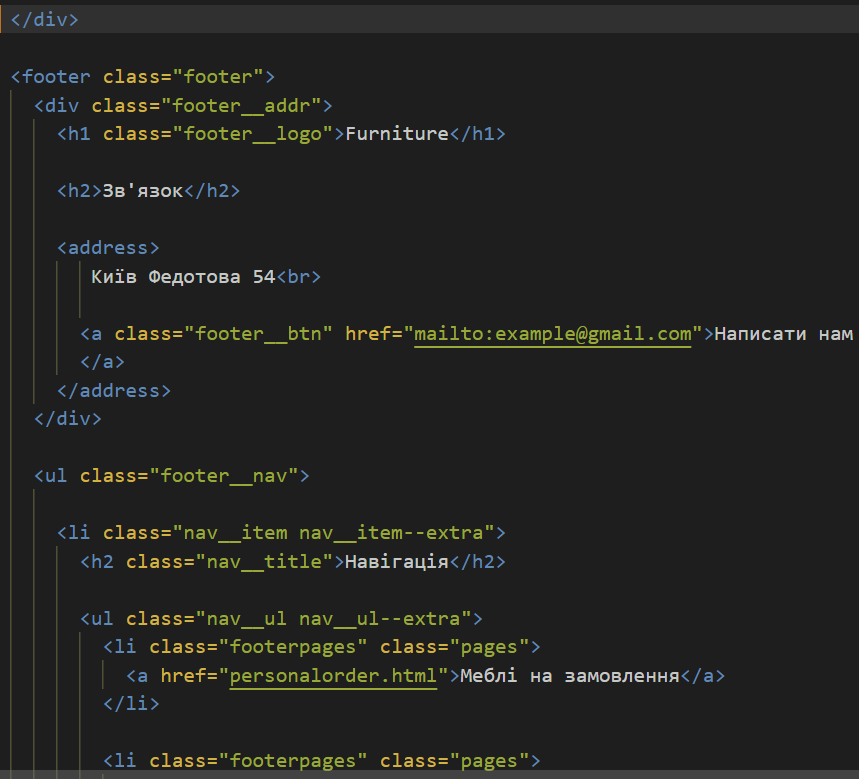 </div>
<footer class="footer">
<div class="footer__addr">
<h1 class="footer__logo">Furniture</h1>
<h2>Зв'язок</h2>
<address>
Київ Федотова 54<br>
<a class="footer__btn" href="mailto:example@gmail.com">Написати нам
</a>
</address>
</div>
<ul class="footer__nav">
<li class="nav__item nav__item--extra">
<h2 class="nav__title">Навігація</h2>
<ul class="nav__ul nav__ul--extra">
<li class="footerpages" class="pages">
<a href="personalorder.html">Меблі на замовлення</a>
</li>
<li class="footerpages" class="pages">